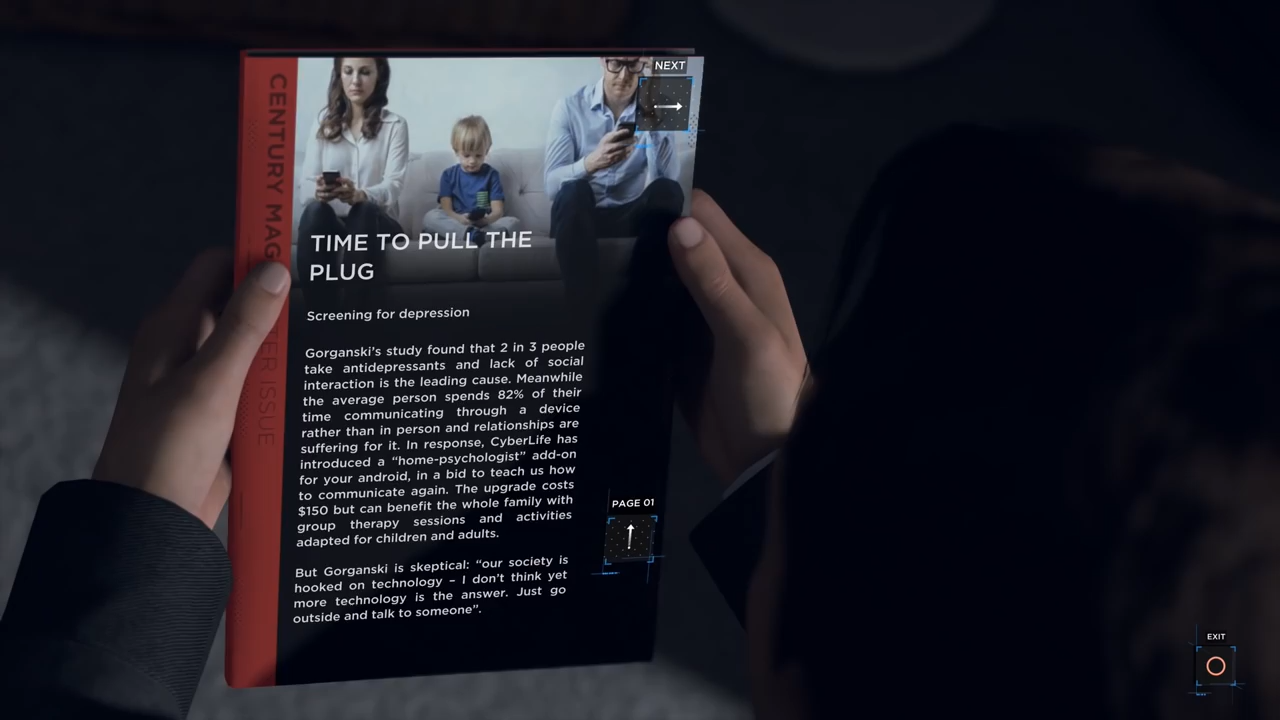 NEXT
CENTURY MAG
TER ISSUE
TIME TO PULL THE
PLUG
Screening for depression
Gorganski's study found that 2 in 3 people
take antidepressants and lack of social
interaction is the leading cause. Meanwhile
the average person spends 82% of their
time communicating through a device
rather than in person and relationships are
suffering for it. In response, CyberLife has
introduced a “home-psychologist” add-on
for your android, in a bid to teach us how
to communicate again. The upgrade costs
$150 but can benefit the whole family with
group therapy sessions and activities
adapted for children and adults.
But Gorganski is skeptical: “our society is
hooked on technology – I don't think yet
more technology is the answer. Just go
outside and talk to someone”.
PAGE 01
EXIT